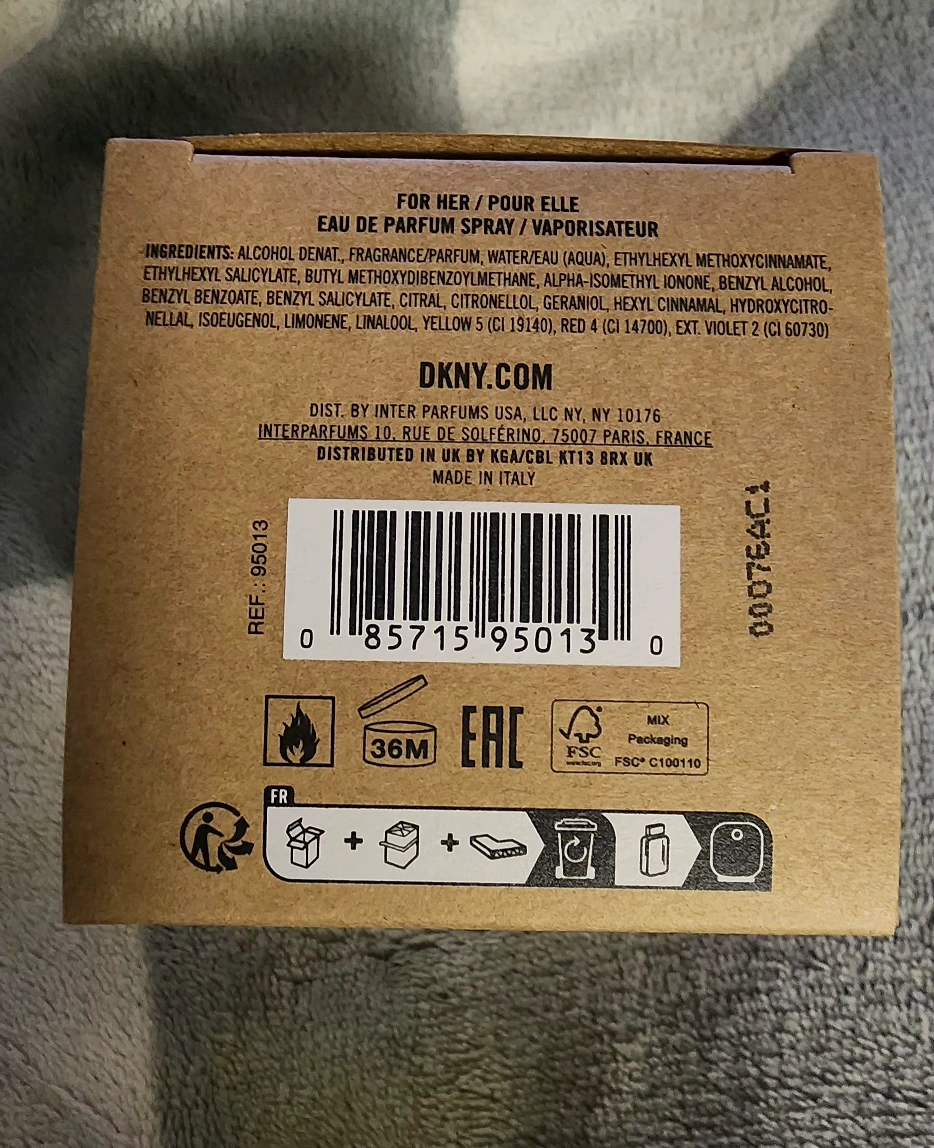 FOR HER / POUR ELLE
EAU DE PARFUM SPRAY / VAPORISATEUR
INGREDIENTS: ALCOHOL DENAT., FRAGRANCE/PARFUM, WATER/EAU (AQUA), ETHYLHEXYL METHOXYCINNAMATE,
ETHYLHEXYL SALICYLATE, BUTYL METHOXYDIBENZOYLMETHANE, ALPHA-ISOMETHYL IONONE, BENZYL ALCOHOL,
BENZYL BENZOATE, BENZYL SALICYLATE, CITRAL, CITRONELLOL, GERANIOL, HEXYL CINNAMAL, HYDROXYCITRO-
NELLAL, ISOEUGENOL, LIMONENE, LINALOOL, YELLOW 5 (CI 19140), RED 4 (CI 14700), EXT. VIOLET 2 (CI 60730)
DKNY.COM
DIST. BY INTER PARFUMS USA, LLC NY, NY 10176
INTERPARFUMS 10, RUE DE SOLFÉRINO, 75007 PARIS, FRANCE
DISTRIBUTED IN UK BY KGA/CBL KT13 8RX UK
MADE IN ITALY
REF.: 95013
0 85715 95013 0
00076AC1
36M
EAC
FSC
www.fsc.org
MIX
Packaging
FSC® C100110
FR